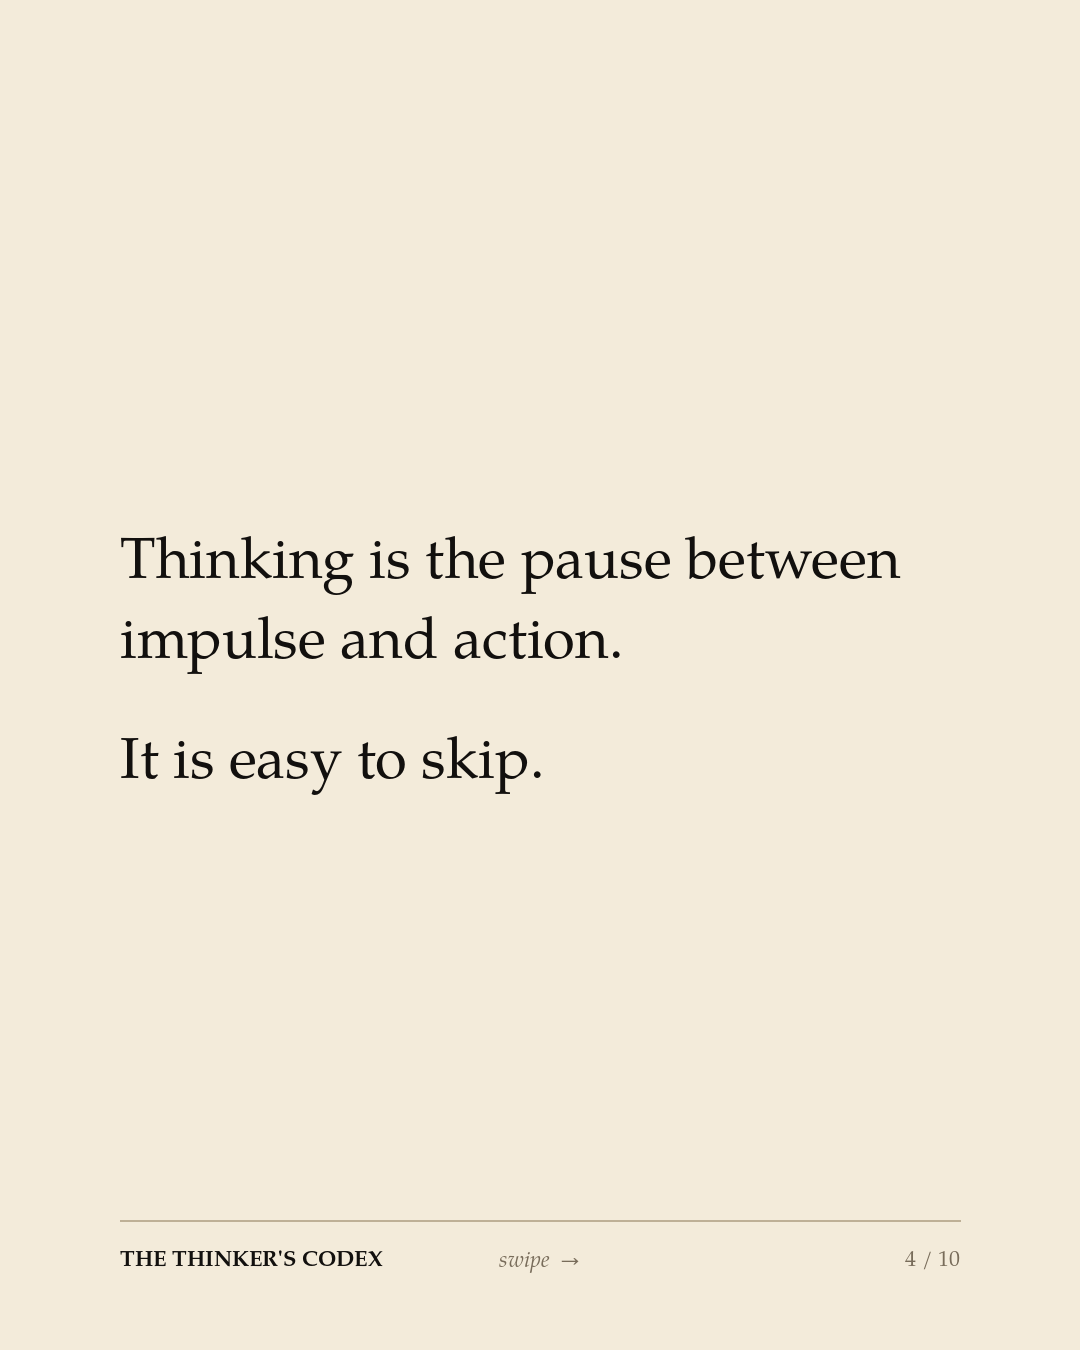 Thinking is the pause between
impulse and action.
It is easy to skip.
THE THINKER'S CODEX swipe → 4 / 10